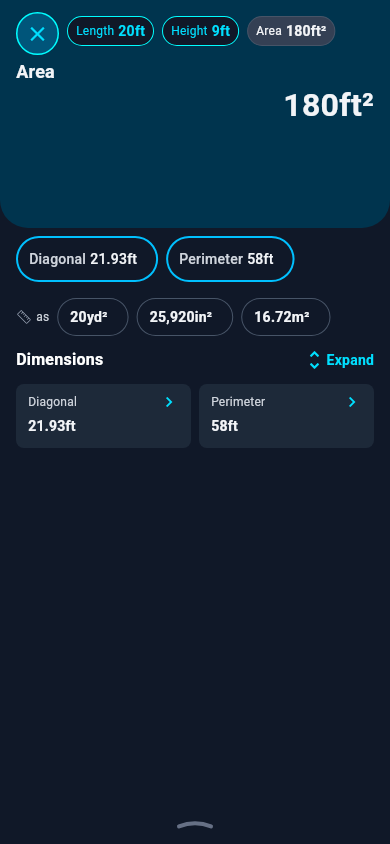 Length 20ft Height 9ft Area 180ft²
Area
180ft²
Diagonal 21.93ft Perimeter 58ft
as 20yd² 25,920in² 16.72m²
Dimensions Expand
Diagonal Perimeter
21.93ft 58ft